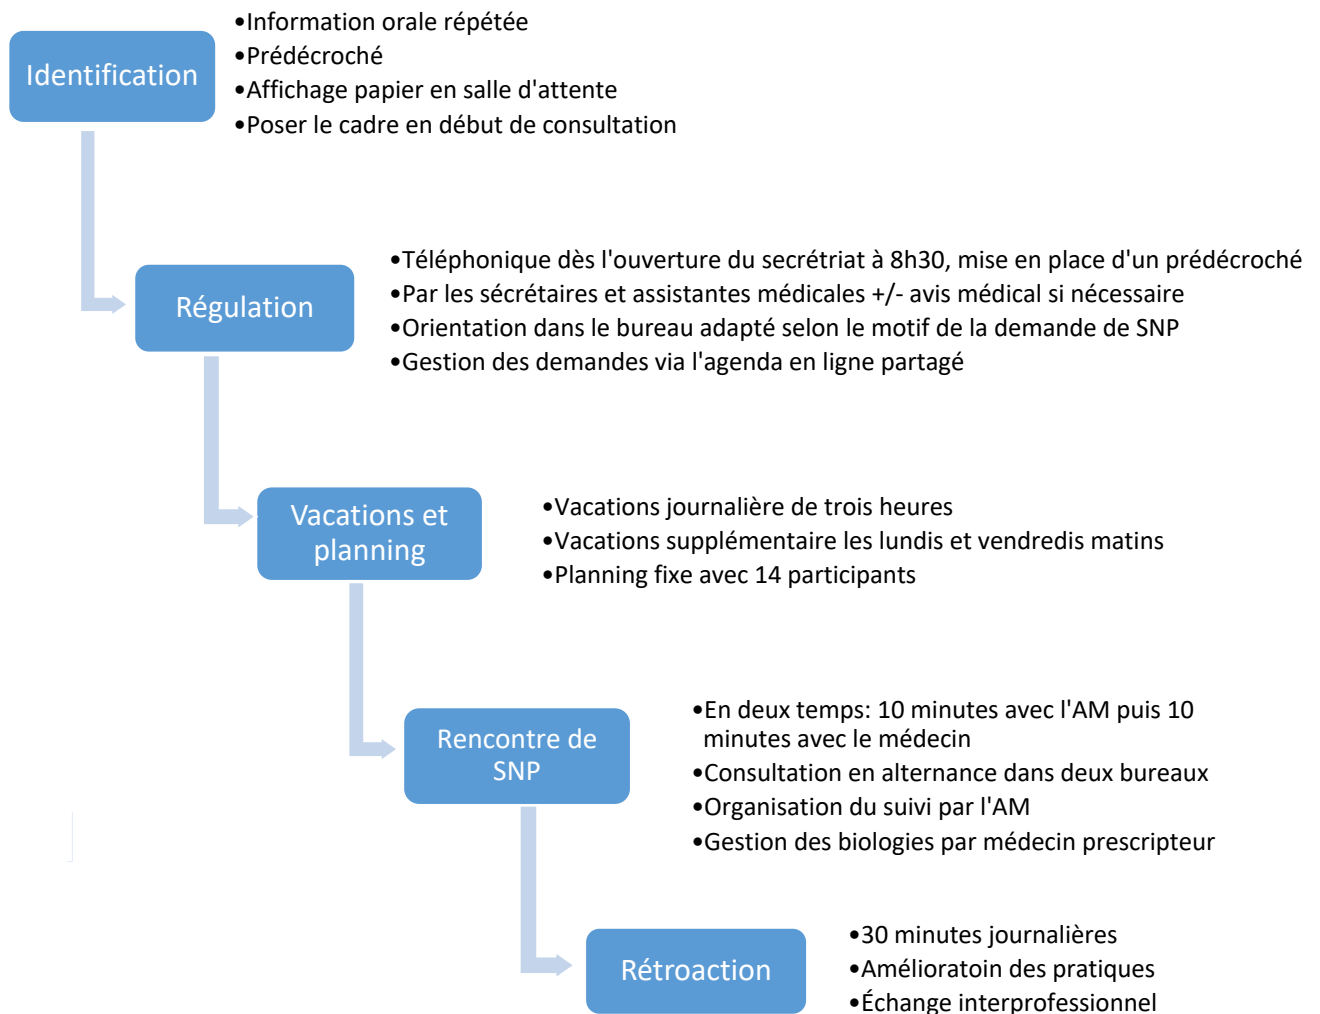 Identification
•Information orale répétée
•Prédécroché
•Affichage papier en salle d'attente
•Poser le cadre en début de consultation
Régulation
•Téléphonique dès l'ouverture du secrétriat à 8h30, mise en place d'un prédécroché
•Par les sécrétaires et assistantes médicales +/- avis médical si nécessaire
•Orientation dans le bureau adapté selon le motif de la demande de SNP
•Gestion des demandes via l'agenda en ligne partagé
Vacations et
planning
•Vacations journalière de trois heures
•Vacations supplémentaire les lundis et vendredis matins
•Planning fixe avec 14 participants
Rencontre de
SNP
•En deux temps: 10 minutes avec l'AM puis 10
minutes avec le médecin
•Consultation en alternance dans deux bureaux
•Organisation du suivi par l'AM
•Gestion des biologies par médecin prescripteur
Rétroaction
•30 minutes journalières
•Amélioratoin des pratiques
•Échange interprofessionnel